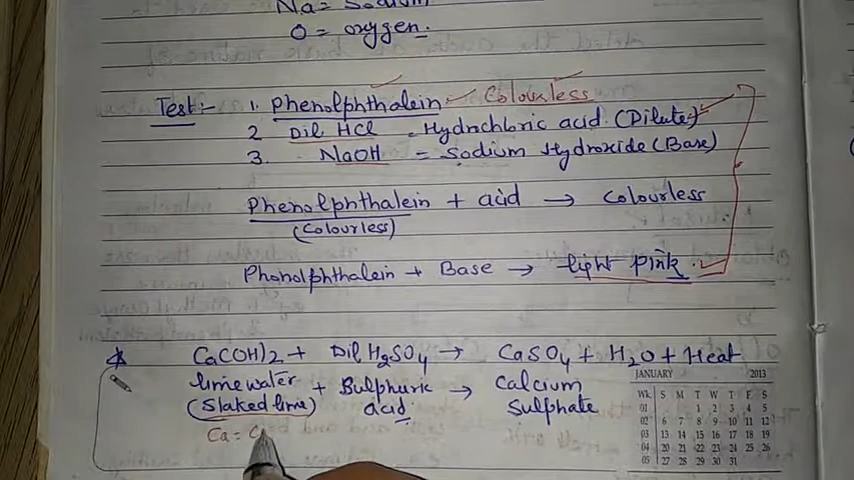 Na = Sodium
O = oxygen.
Test:- 1. Phenolphthalein. Colourless
2 Dil HCl = Hydrochloric acid. (Dilute)
3. NaOH = Sodium Hydroxide (Base)
Phenolphthalein + acid → Colourless
(Colourless)
Phonolphthalein + Base → light pink.
* Ca(OH)2 + Dil H2SO4 → CaSO4 + H2O + Heat
lime water + Sulphuric → Calcium
(Slaked lime) acid. Sulphate
Ca = C
JANUARY 2013
Wk S M T W T F S
01 1 2 3 4 5
02 6 7 8 9 10 11 12
03 13 14 15 16 17 18 19
04 20 21 22 23 24 25 26
05 27 28 29 30 31